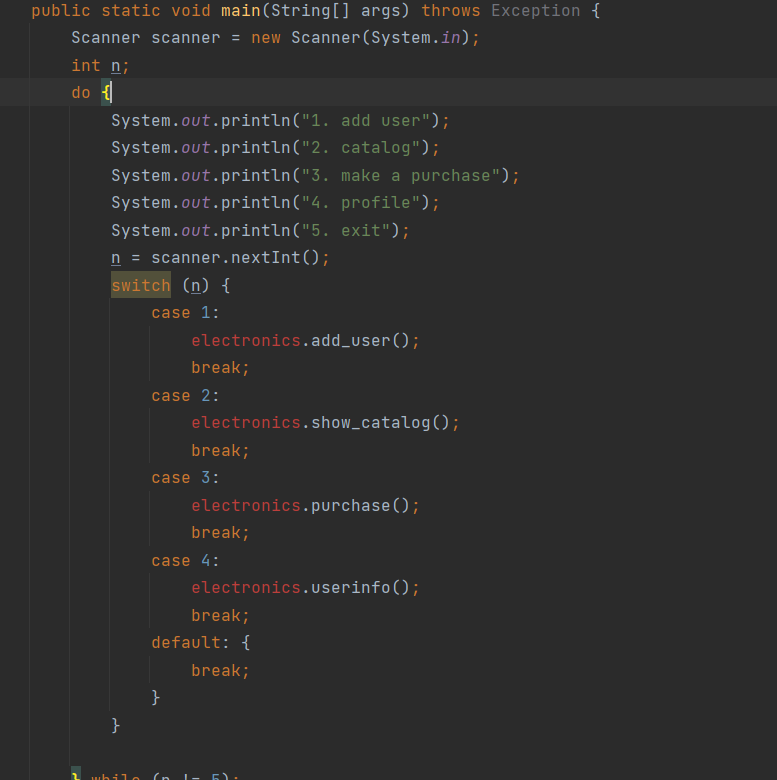 public static void main(String[] args) throws Exception {
Scanner scanner = new Scanner(System.in);
int n;
do {
System.out.println("1. add user");
System.out.println("2. catalog");
System.out.println("3. make a purchase");
System.out.println("4. profile");
System.out.println("5. exit");
n = scanner.nextInt();
switch (n) {
case 1:
electronics.add_user();
break;
case 2:
electronics.show_catalog();
break;
case 3:
electronics.purchase();
break;
case 4:
electronics.userinfo();
break;
default: {
break;
}
}
} while (n != 5);